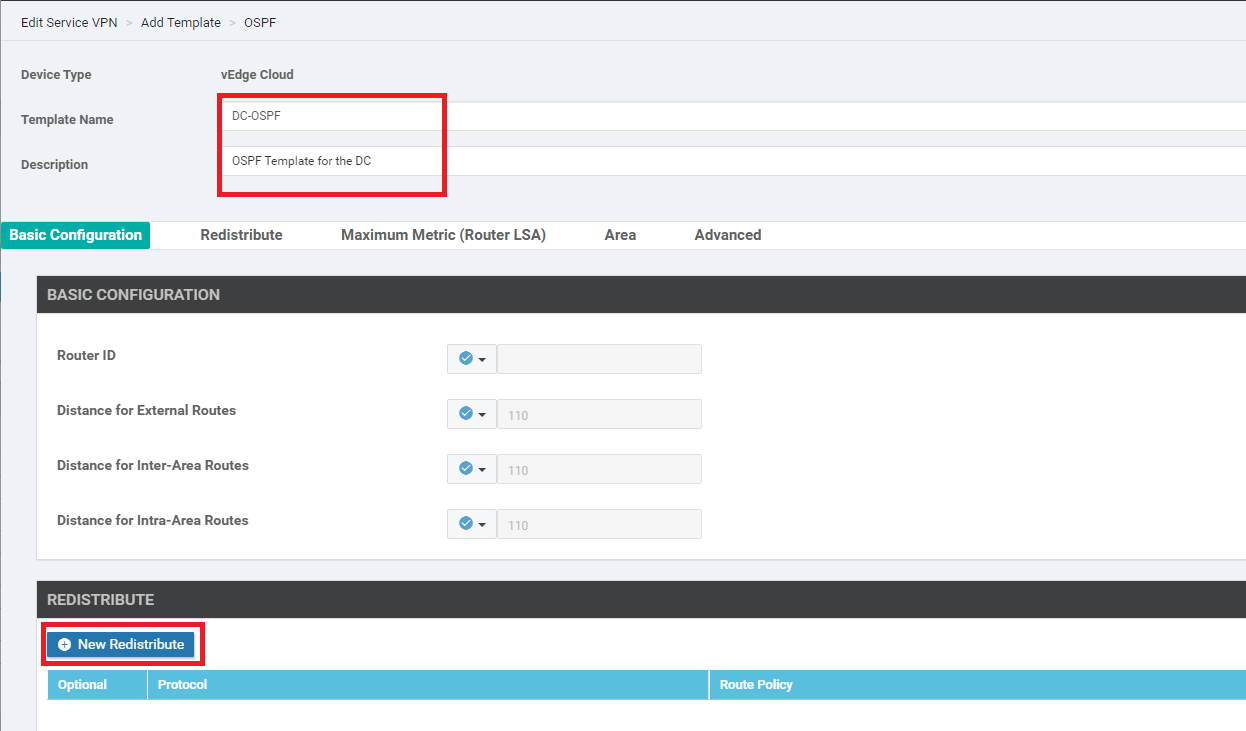 Edit Service VPN > Add Template > OSPF
Device Type vEdge Cloud
Template Name DC-OSPF
Description OSPF Template for the DC
Basic Configuration Redistribute Maximum Metric (Router LSA) Area Advanced
BASIC CONFIGURATION
Router ID
Distance for External Routes 110
Distance for Inter-Area Routes 110
Distance for Intra-Area Routes 110
REDISTRIBUTE
New Redistribute
Optional Protocol Route Policy